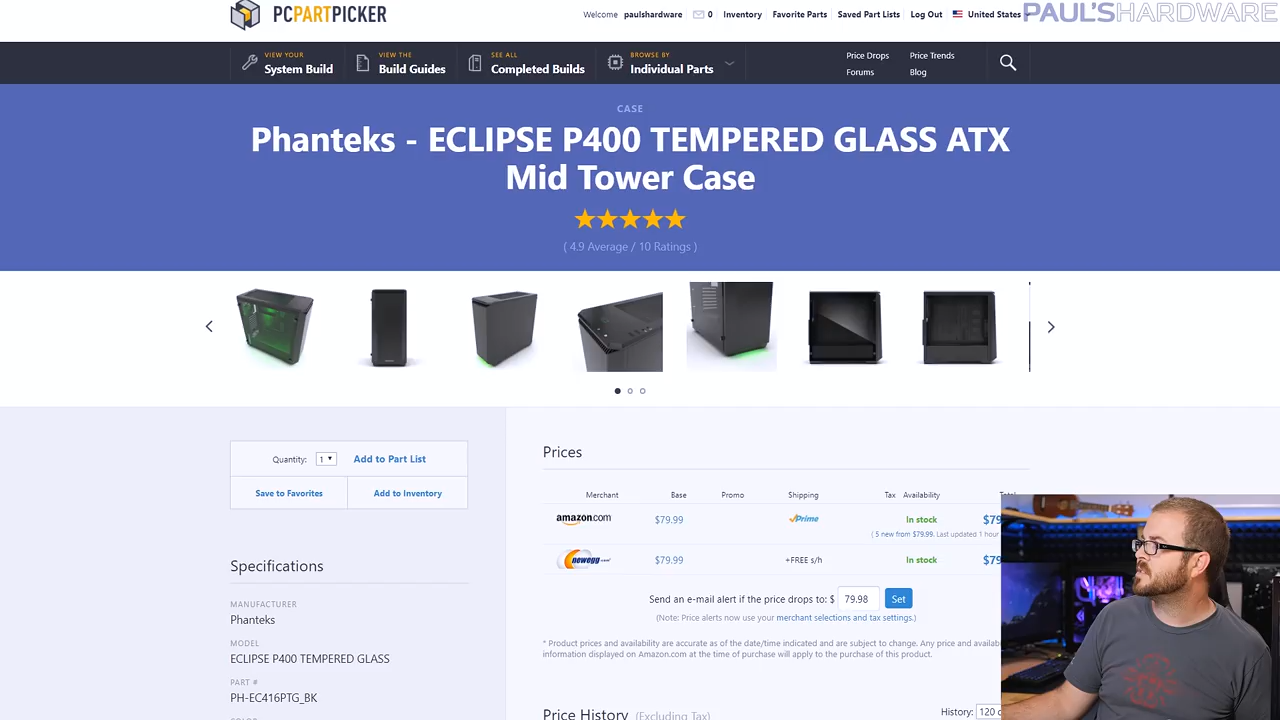 PCPARTPICKER
Welcome paulshardware 0 Inventory Favorite Parts Saved Part Lists Log Out United States
PAUL'SHARDWARE
VIEW YOUR
System Build
VIEW THE
Build Guides
SEE ALL
Completed Builds
BROWSE BY
Individual Parts
Price Drops Price Trends
Forums Blog
CASE
Phanteks - ECLIPSE P400 TEMPERED GLASS ATX
Mid Tower Case
( 4.9 Average / 10 Ratings )
Quantity: 1 Add to Part List
Save to Favorites Add to Inventory
Specifications
MANUFACTURER
Phanteks
MODEL
ECLIPSE P400 TEMPERED GLASS
PART #
PH-EC416PTG_BK
Prices
Merchant Base Promo Shipping Tax Availability
amazon.com $79.99 Prime In stock $79
( 5 new from $79.99. Last updated 1 hour
newegg.com $79.99 +FREE s/h In stock $79
Send an e-mail alert if the price drops to: $ 79.98 Set
(Note: Price alerts now use your merchant selections and tax settings.)
* Product prices and availability are accurate as of the date/time indicated and are subject to change. Any price and availab
information displayed on Amazon.com at the time of purchase will apply to the purchase of this product.
Price History (Excluding Tax) History: 120